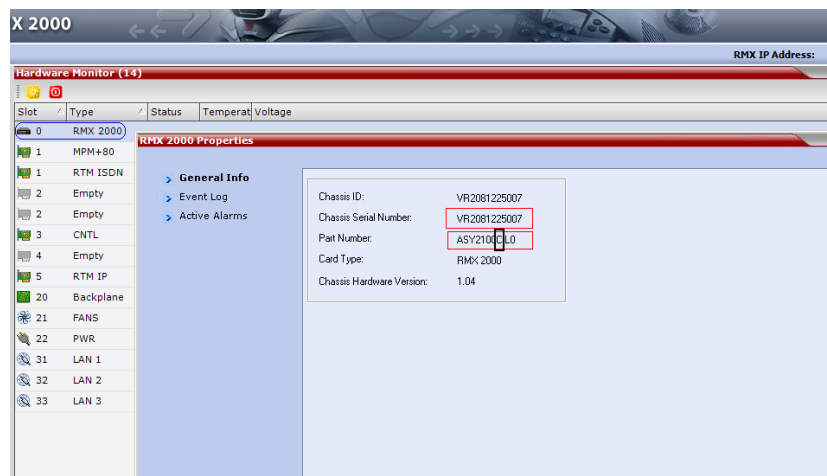 X 2000
RMX IP Address:
Hardware Monitor (14)
Slot Type Status Temperat Voltage
0 RMX 2000
1 MPM+80
1 RTM ISDN
2 Empty
2 Empty
3 CNTL
4 Empty
5 RTM IP
20 Backplane
21 FANS
22 PWR
31 LAN 1
32 LAN 2
33 LAN 3
RMX 2000 Properties
General Info
Event Log
Active Alarms
Chassis ID: VR2081225007
Chassis Serial Number: VR2081225007
Part Number:
Card Type: RMX 2000
Chassis Hardware Version: 1.04